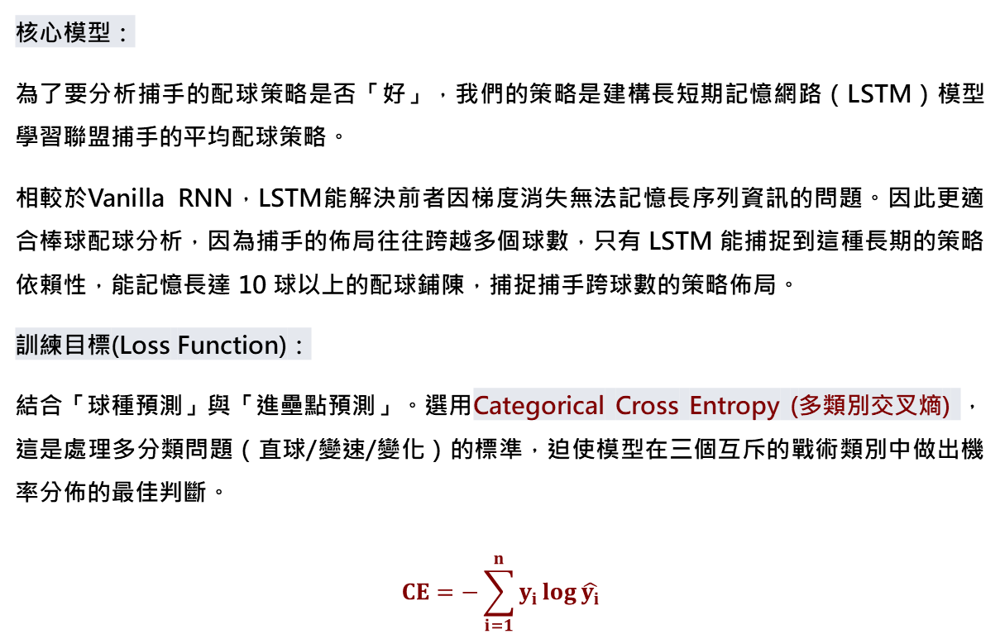 核心模型：
為了要分析捕手的配球策略是否「好」，我們的策略是建構長短期記憶網路（LSTM）模型
學習聯盟捕手的平均配球策略。
相較於Vanilla RNN，LSTM能解決前者因梯度消失無法記憶長序列資訊的問題。因此更適
合棒球配球分析，因為捕手的佈局往往跨越多個球數，只有 LSTM 能捕捉到這種長期的策略
依賴性，能記憶長達 10 球以上的配球鋪陳，捕捉捕手跨球數的策略佈局。
訓練目標(Loss Function)：
結合「球種預測」與「進壘點預測」。選用Categorical Cross Entropy (多類別交叉熵) ，
這是處理多分類問題（直球/變速/變化）的標準，迫使模型在三個互斥的戰術類別中做出機
率分佈的最佳判斷。
CE = − ∑_{i=1}^{n} y_i log ŷ_i